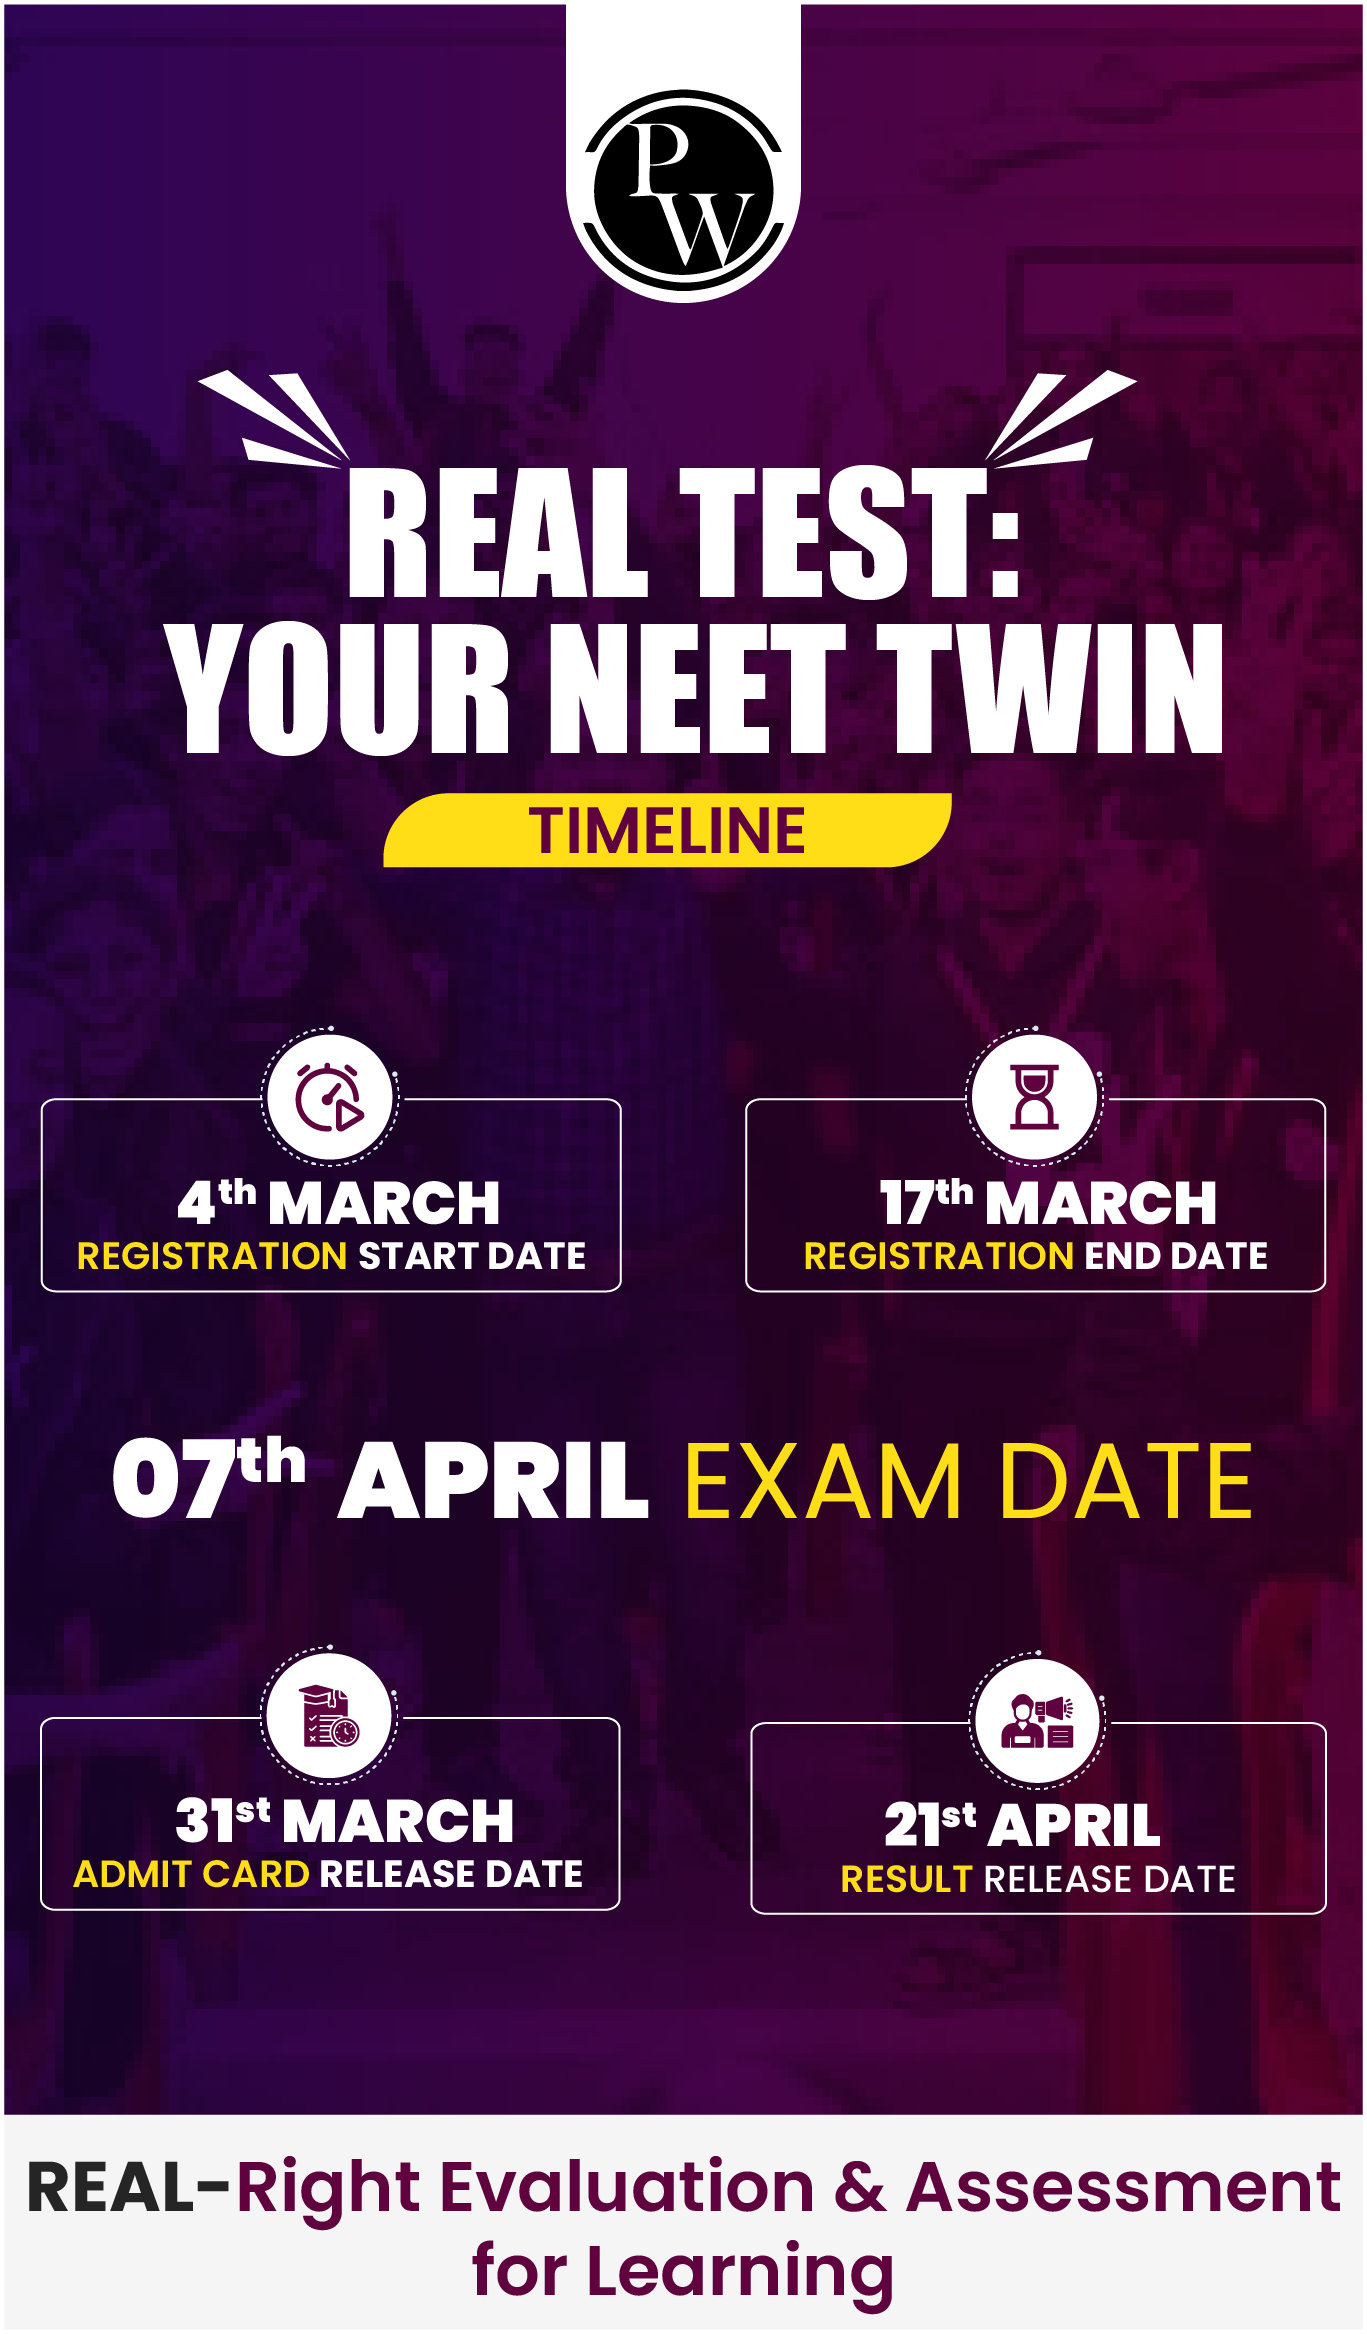 PW
REAL TEST:
YOUR NEET TWIN
TIMELINE
4th MARCH
REGISTRATION START DATE
17th MARCH
REGISTRATION END DATE
07th APRIL EXAM DATE
31st MARCH
ADMIT CARD RELEASE DATE
21st APRIL
RESULT RELEASE DATE
REAL-Right Evaluation & Assessment
for Learning